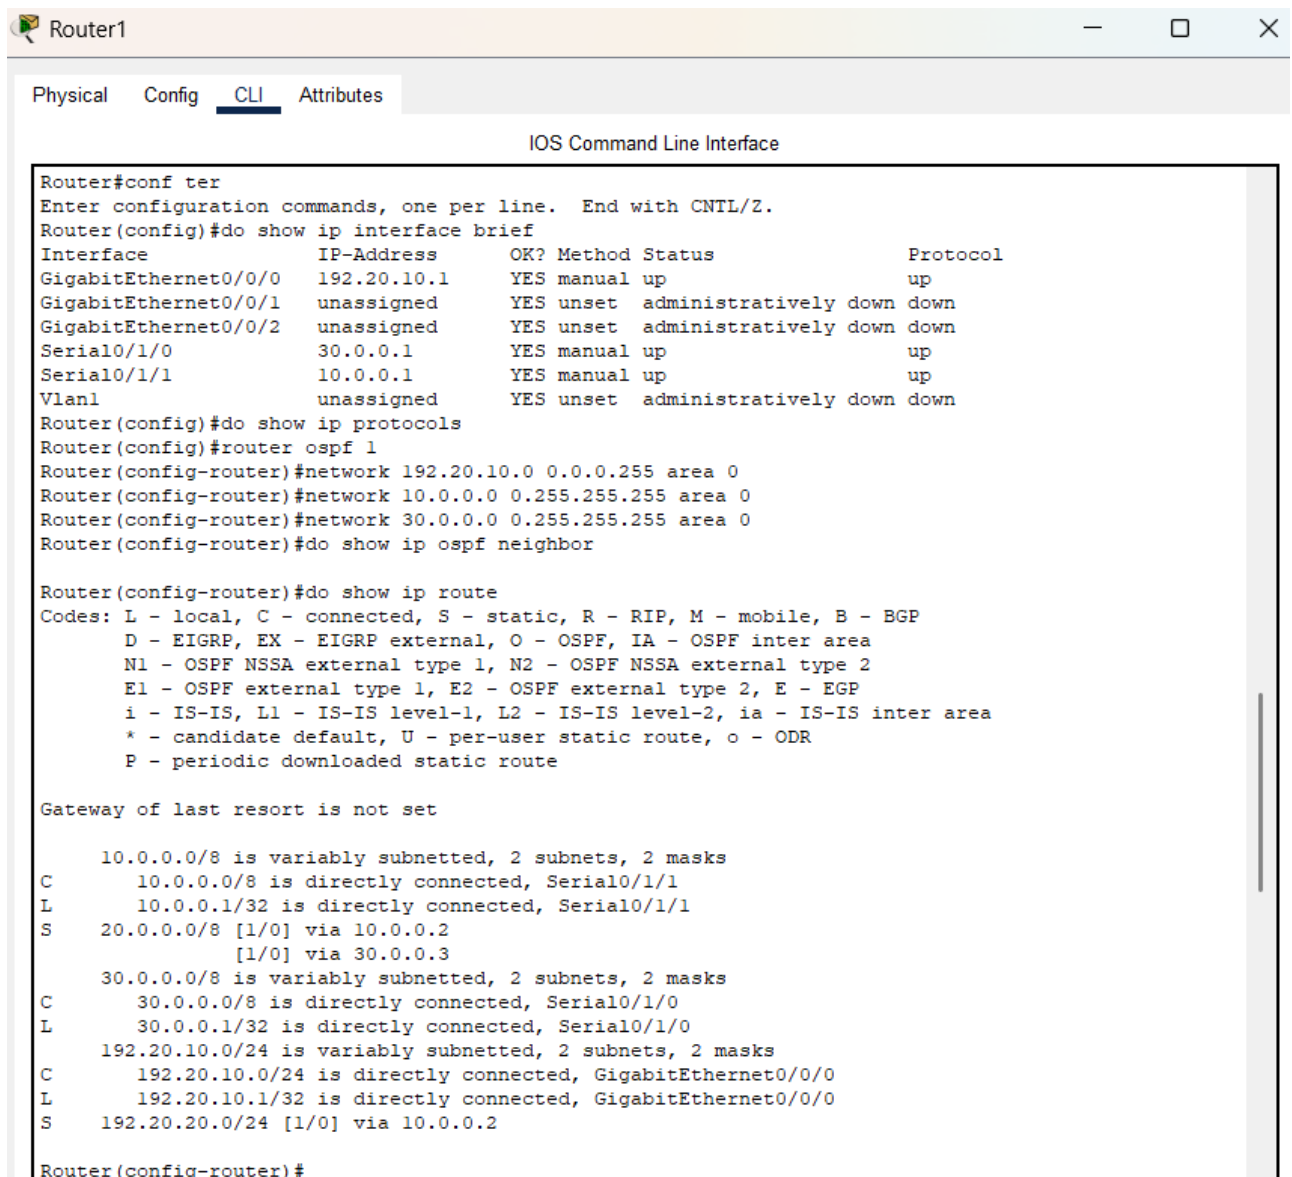 Router1
Physical Config CLI Attributes
IOS Command Line Interface
Router#conf ter
Enter configuration commands, one per line.  End with CNTL/Z.
Router(config)#do show ip interface brief
Interface              IP-Address      OK? Method Status                Protocol
GigabitEthernet0/0/0   192.20.10.1     YES manual up                    up
GigabitEthernet0/0/1   unassigned      YES unset  administratively down down
GigabitEthernet0/0/2   unassigned      YES unset  administratively down down
Serial0/1/0            30.0.0.1        YES manual up                    up
Serial0/1/1            10.0.0.1        YES manual up                    up
Vlan1                  unassigned      YES unset  administratively down down
Router(config)#do show ip protocols
Router(config)#router ospf 1
Router(config-router)#network 192.20.10.0 0.0.0.255 area 0
Router(config-router)#network 10.0.0.0 0.255.255.255 area 0
Router(config-router)#network 30.0.0.0 0.255.255.255 area 0
Router(config-router)#do show ip ospf neighbor
Router(config-router)#do show ip route
Codes: L - local, C - connected, S - static, R - RIP, M - mobile, B - BGP
       D - EIGRP, EX - EIGRP external, O - OSPF, IA - OSPF inter area
       N1 - OSPF NSSA external type 1, N2 - OSPF NSSA external type 2
       E1 - OSPF external type 1, E2 - OSPF external type 2, E - EGP
       i - IS-IS, L1 - IS-IS level-1, L2 - IS-IS level-2, ia - IS-IS inter area
       * - candidate default, U - per-user static route, o - ODR
       P - periodic downloaded static route
Gateway of last resort is not set
     10.0.0.0/8 is variably subnetted, 2 subnets, 2 masks
C       10.0.0.0/8 is directly connected, Serial0/1/1
L       10.0.0.1/32 is directly connected, Serial0/1/1
S    20.0.0.0/8 [1/0] via 10.0.0.2
                [1/0] via 30.0.0.3
     30.0.0.0/8 is variably subnetted, 2 subnets, 2 masks
C       30.0.0.0/8 is directly connected, Serial0/1/0
L       30.0.0.1/32 is directly connected, Serial0/1/0
     192.20.10.0/24 is variably subnetted, 2 subnets, 2 masks
C       192.20.10.0/24 is directly connected, GigabitEthernet0/0/0
L       192.20.10.1/32 is directly connected, GigabitEthernet0/0/0
S    192.20.20.0/24 [1/0] via 10.0.0.2
Router(config-router)#